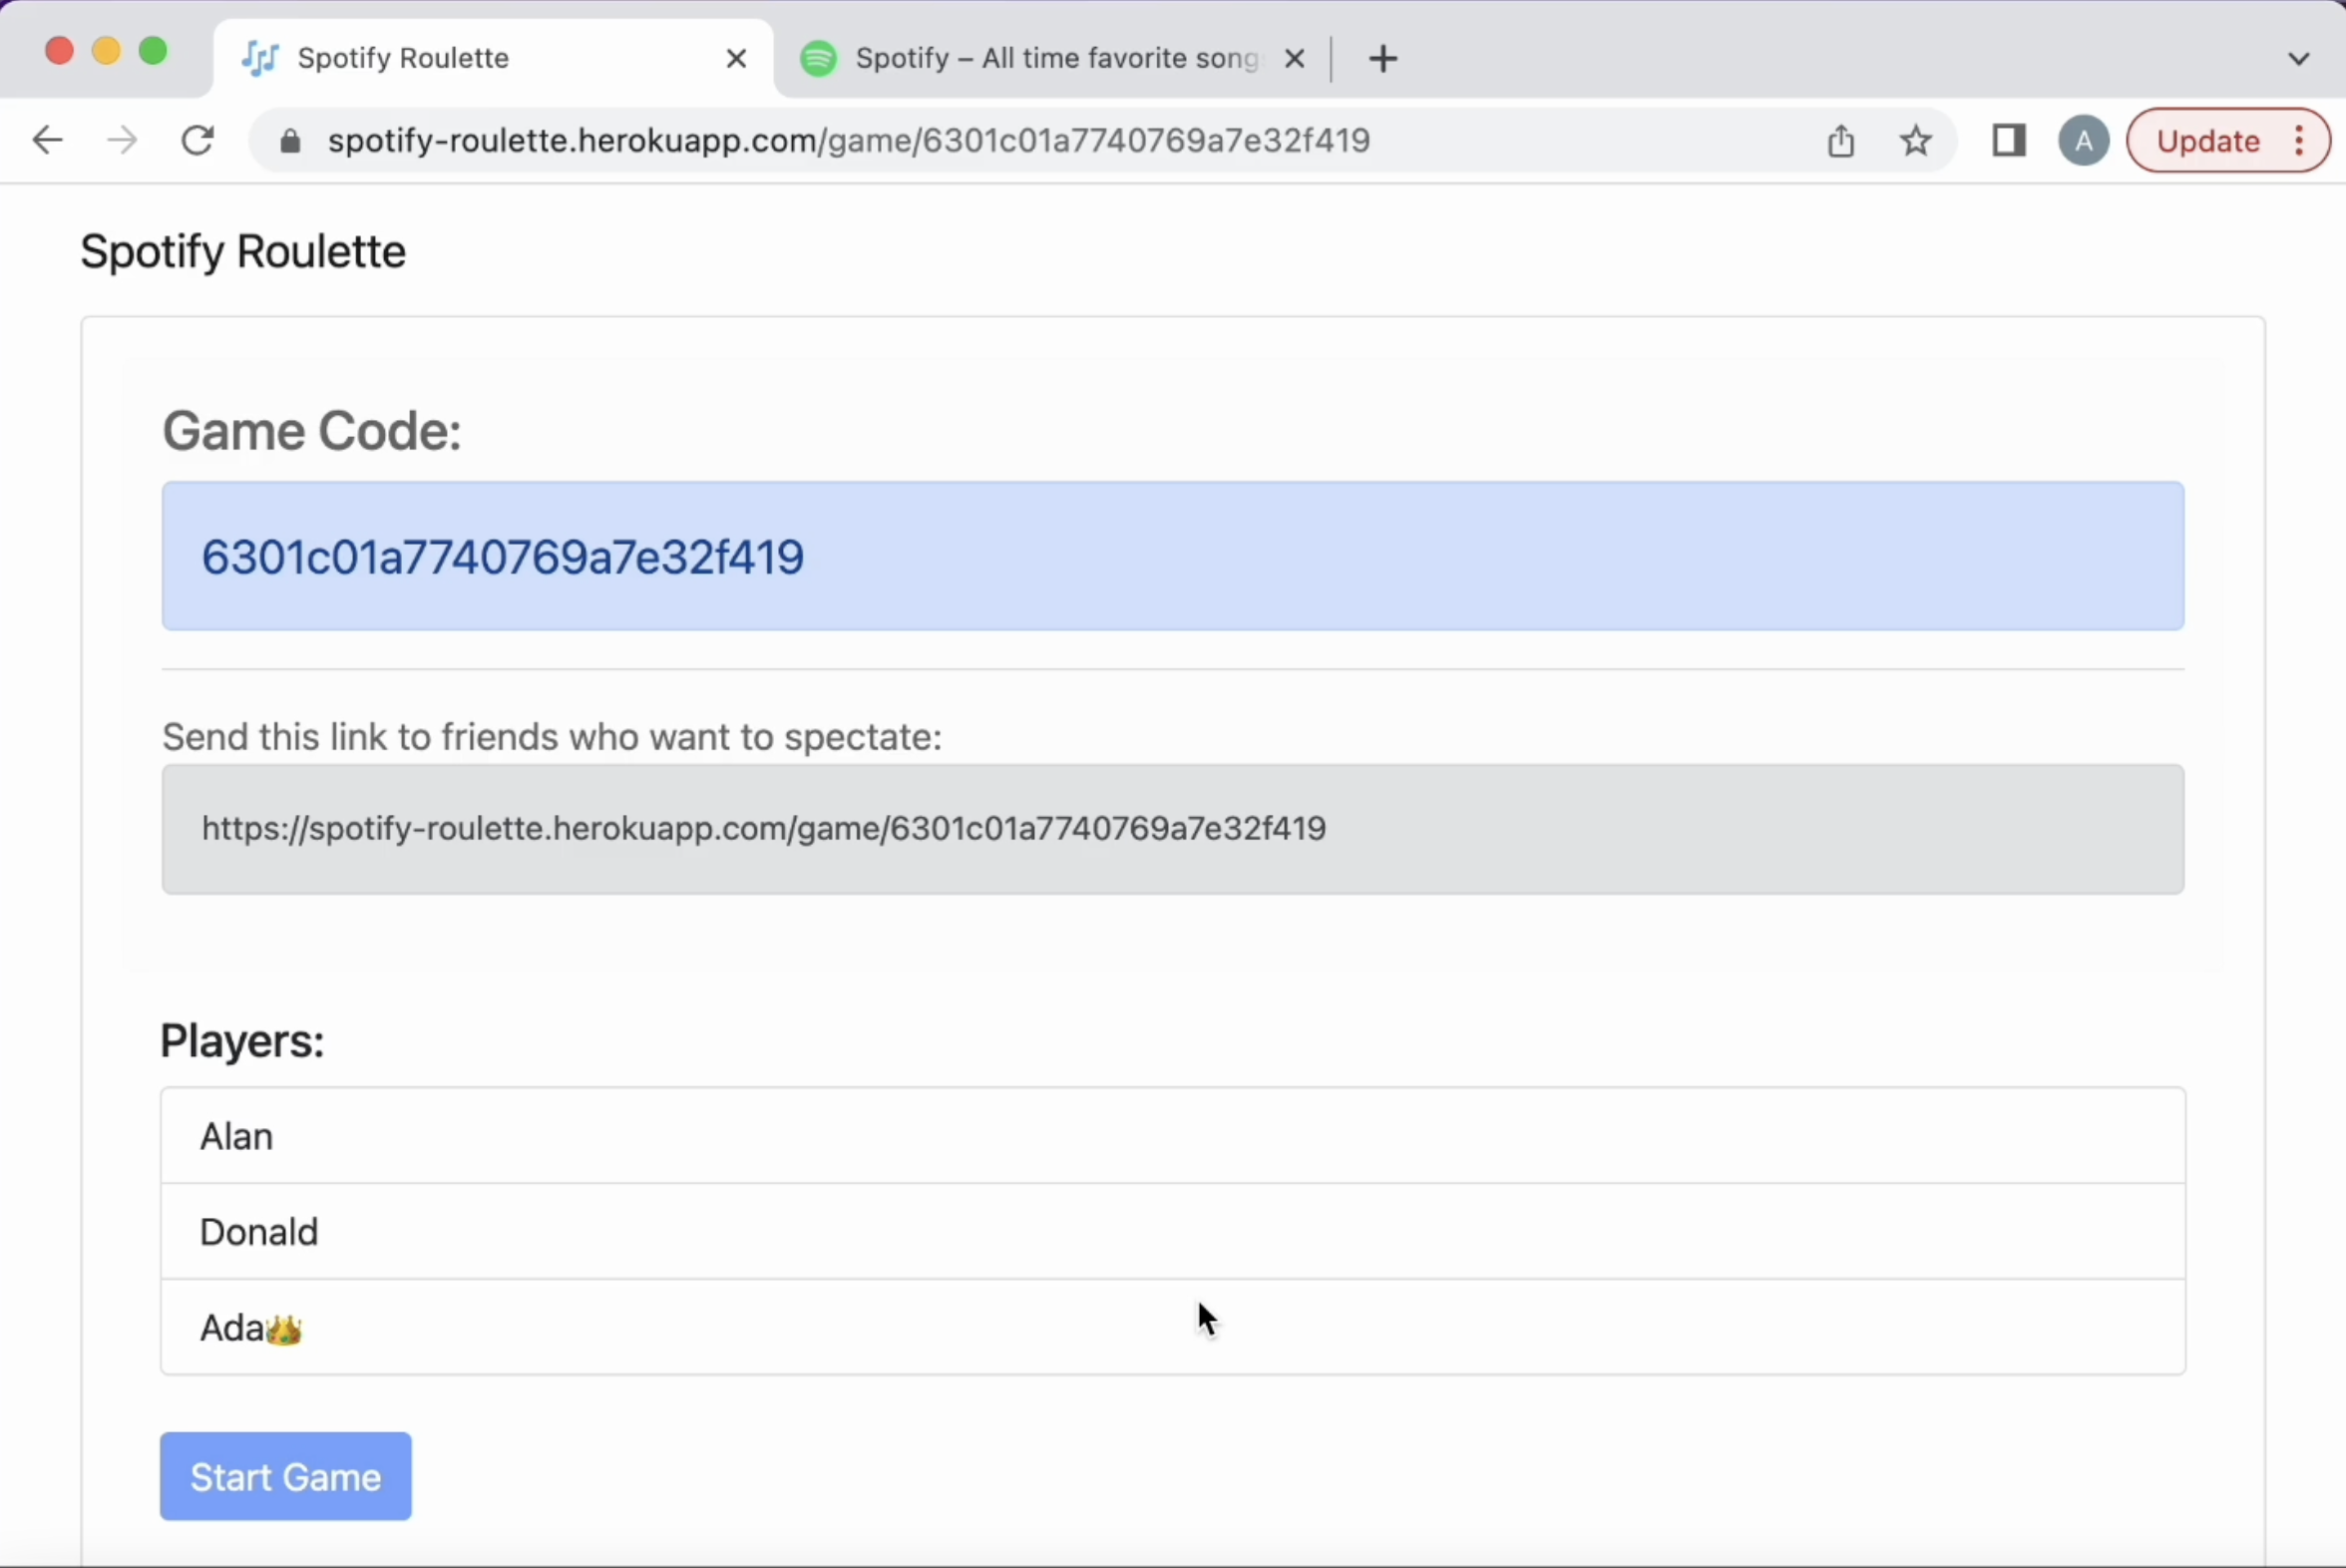 Spotify Roulette
Spotify – All time favorite song
spotify-roulette.herokuapp.com/game/6301c01a7740769a7e32f419
A
Update
Spotify Roulette
Game Code:
6301c01a7740769a7e32f419
Send this link to friends who want to spectate:
https://spotify-roulette.herokuapp.com/game/6301c01a7740769a7e32f419
Players:
Alan
Donald
Ada👑
Start Game